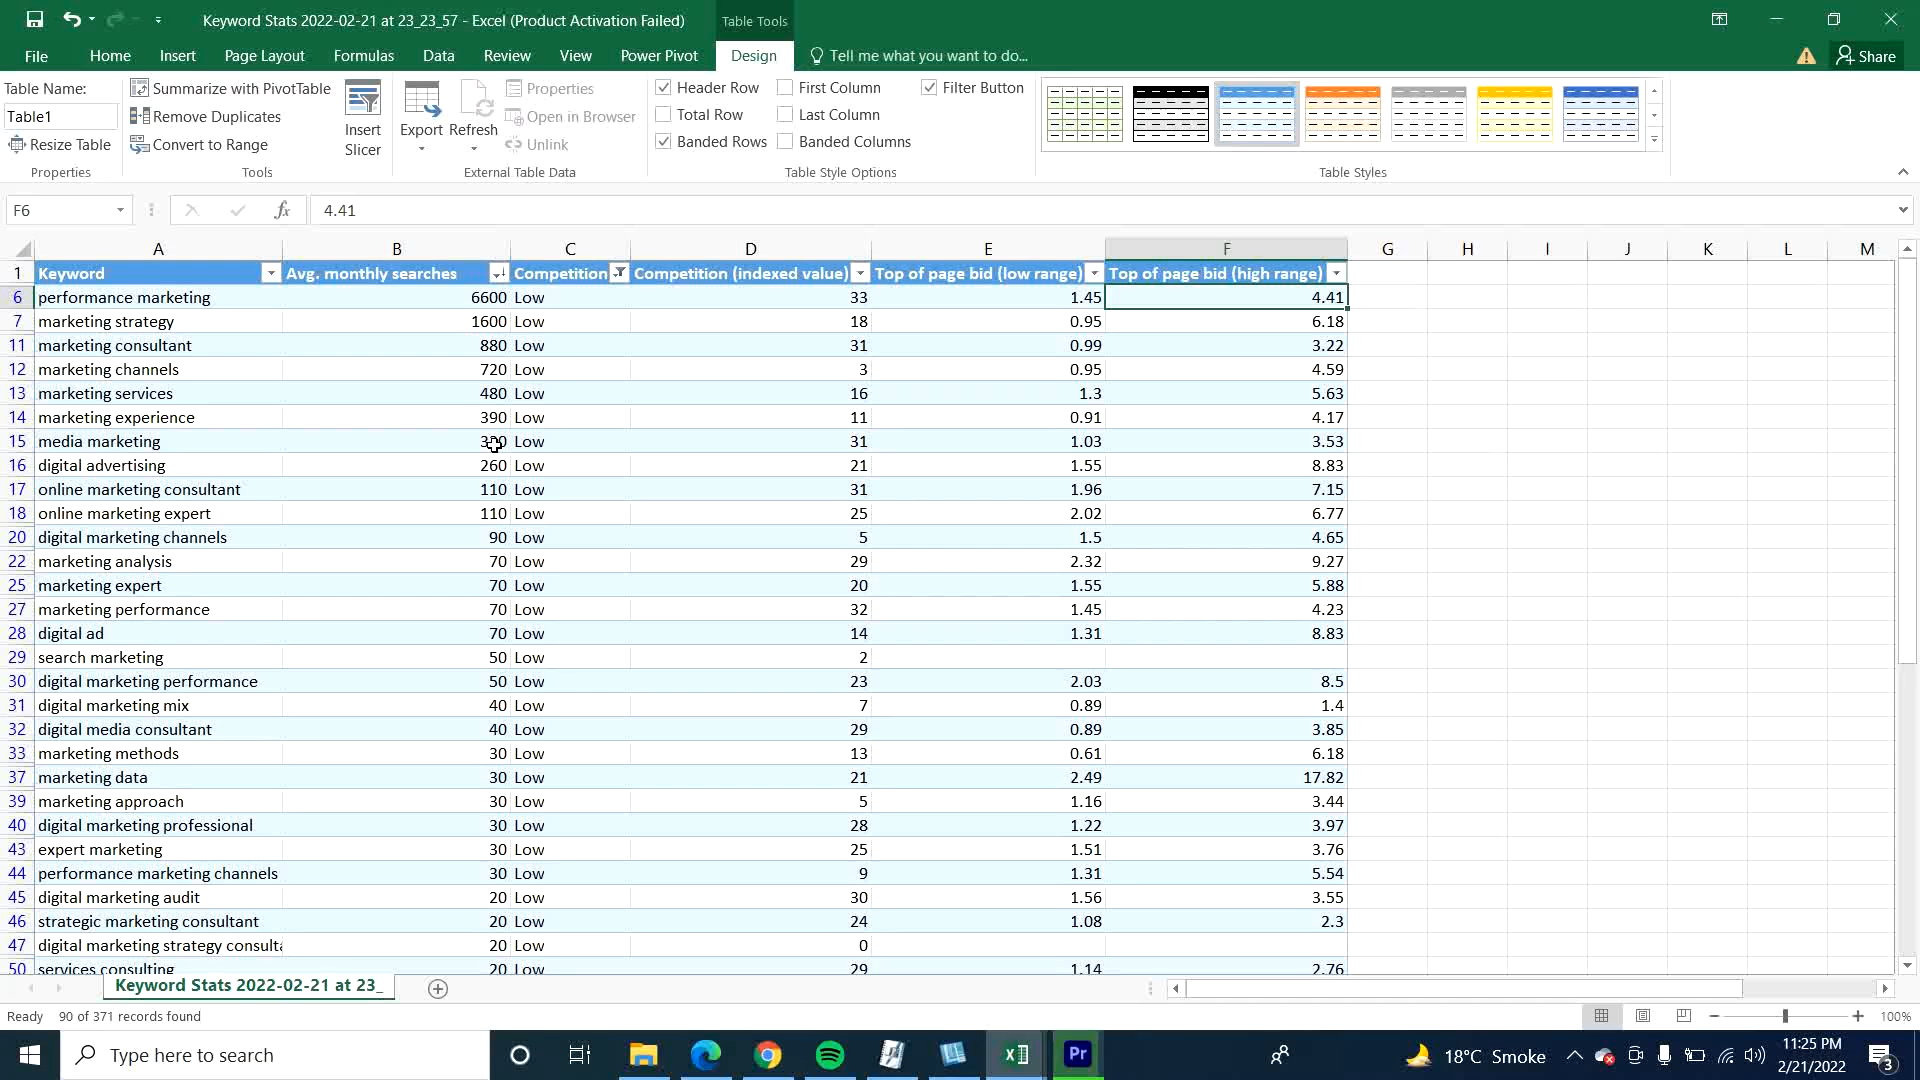 Keyword Stats 2022-02-21 at 23_23_57 - Excel (Product Activation Failed)
Table Tools
File Home Insert Page Layout Formulas Data Review View Power Pivot Design Tell me what you want to do... Share
Table Name:
Table1
Resize Table
Properties
Summarize with PivotTable
Remove Duplicates
Convert to Range
Tools
Insert Slicer
Export Refresh
Properties
Open in Browser
Unlink
External Table Data
Header Row First Column Filter Button
Total Row Last Column
Banded Rows Banded Columns
Table Style Options
Table Styles
F6 fx 4.41
A B C D E F G H I J K L M
1 Keyword Avg. monthly searches Competition Competition (indexed value) Top of page bid (low range) Top of page bid (high range)
6 performance marketing 6600 Low 33 1.45 4.41
7 marketing strategy 1600 Low 18 0.95 6.18
11 marketing consultant 880 Low 31 0.99 3.22
12 marketing channels 720 Low 3 0.95 4.59
13 marketing services 480 Low 16 1.3 5.63
14 marketing experience 390 Low 11 0.91 4.17
15 media marketing Low 31 1.03 3.53
16 digital advertising 260 Low 21 1.55 8.83
17 online marketing consultant 110 Low 31 1.96 7.15
18 online marketing expert 110 Low 25 2.02 6.77
20 digital marketing channels 90 Low 5 1.5 4.65
22 marketing analysis 70 Low 29 2.32 9.27
25 marketing expert 70 Low 20 1.55 5.88
27 marketing performance 70 Low 32 1.45 4.23
28 digital ad 70 Low 14 1.31 8.83
29 search marketing 50 Low 2
30 digital marketing performance 50 Low 23 2.03 8.5
31 digital marketing mix 40 Low 7 0.89 1.4
32 digital media consultant 40 Low 29 0.89 3.85
33 marketing methods 30 Low 13 0.61 6.18
37 marketing data 30 Low 21 2.49 17.82
39 marketing approach 30 Low 5 1.16 3.44
40 digital marketing professional 30 Low 28 1.22 3.97
43 expert marketing 30 Low 25 1.51 3.76
44 performance marketing channels 30 Low 9 1.31 5.54
45 digital marketing audit 20 Low 30 1.56 3.55
46 strategic marketing consultant 20 Low 24 1.08 2.3
47 digital marketing strategy consulta 20 Low 0
50 services consulting 20 Low 29 1.14 2.76
Keyword Stats 2022-02-21 at 23_
Ready 90 of 371 records found 100%
Type here to search
Pr
18°C Smoke
11:25 PM
2/21/2022
3